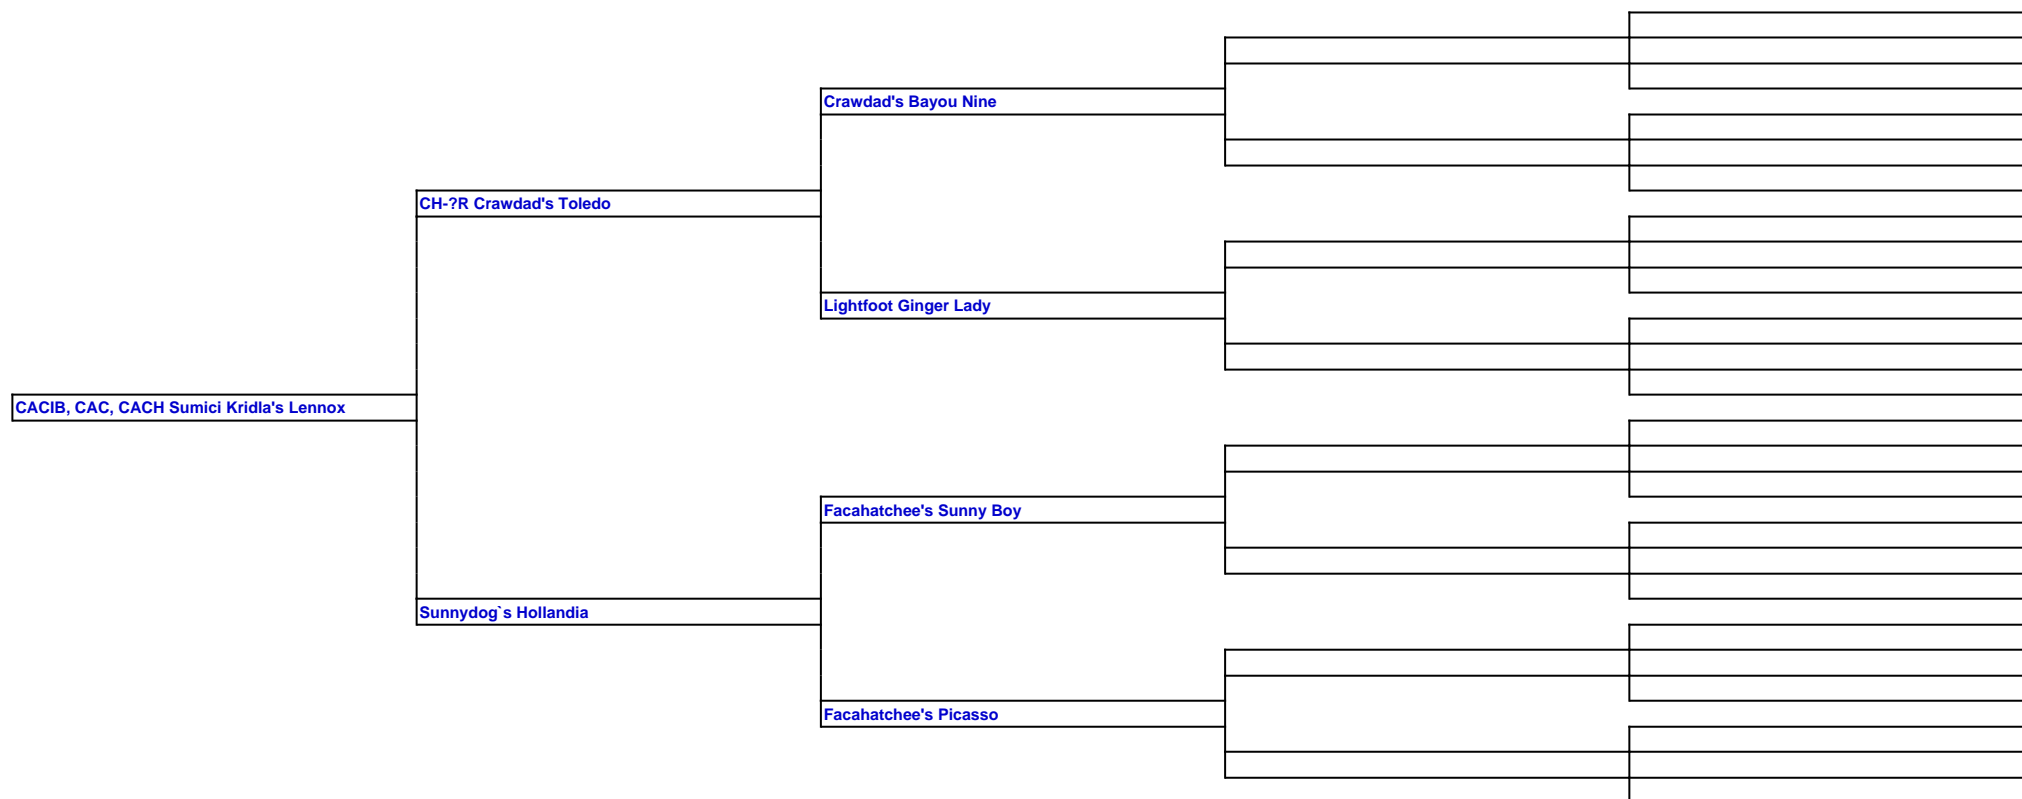 Crawdad's Bayou Nine
CH-?R Crawdad's Toledo
Lightfoot Ginger Lady
CACIB, CAC, CACH Sumici Kridla's Lennox
Facahatchee's Sunny Boy
Sunnydog`s Hollandia
Facahatchee's Picasso